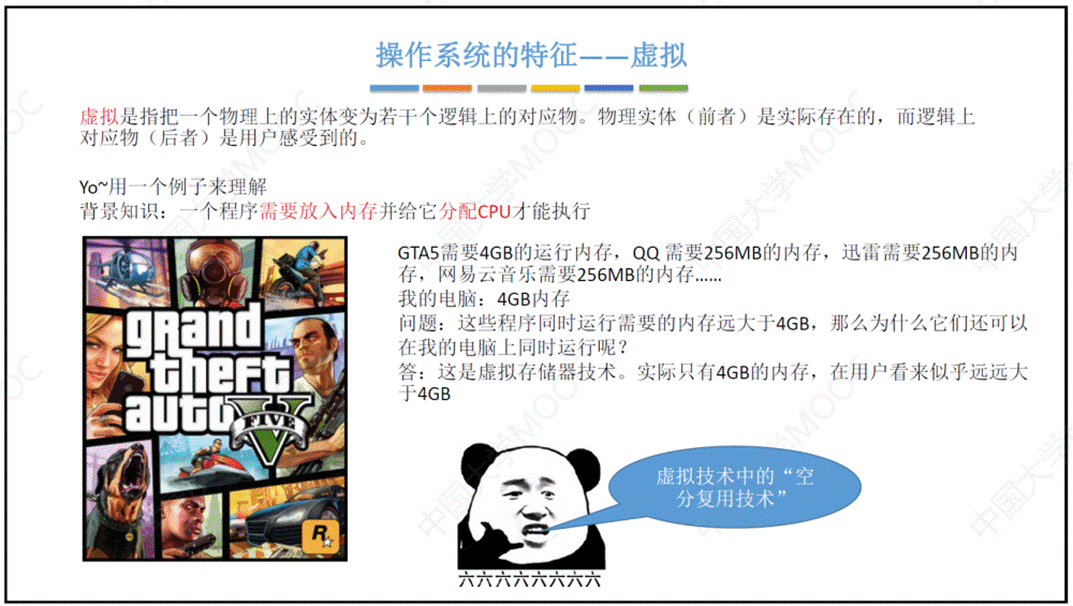 操作系统的特征——虚拟
虚拟是指把一个物理上的实体变为若干个逻辑上的对应物。物理实体（前者）是实际存在的，而逻辑上
对应物（后者）是用户感受到的。
Yo~用一个例子来理解
背景知识：一个程序需要放入内存并给它分配CPU才能执行
GTA5需要4GB的运行内存，QQ 需要256MB的内存，迅雷需要256MB的内
存，网易云音乐需要256MB的内存……
我的电脑：4GB内存
问题：这些程序同时运行需要的内存远大于4GB，那么为什么它们还可以
在我的电脑上同时运行呢？
答：这是虚拟存储器技术。实际只有4GB的内存，在用户看来似乎远远大
于4GB
grand
theft
auto
FIVE
V
R
虚拟技术中的“空
分复用技术”
六六六六六六六六
中国大学MOOC